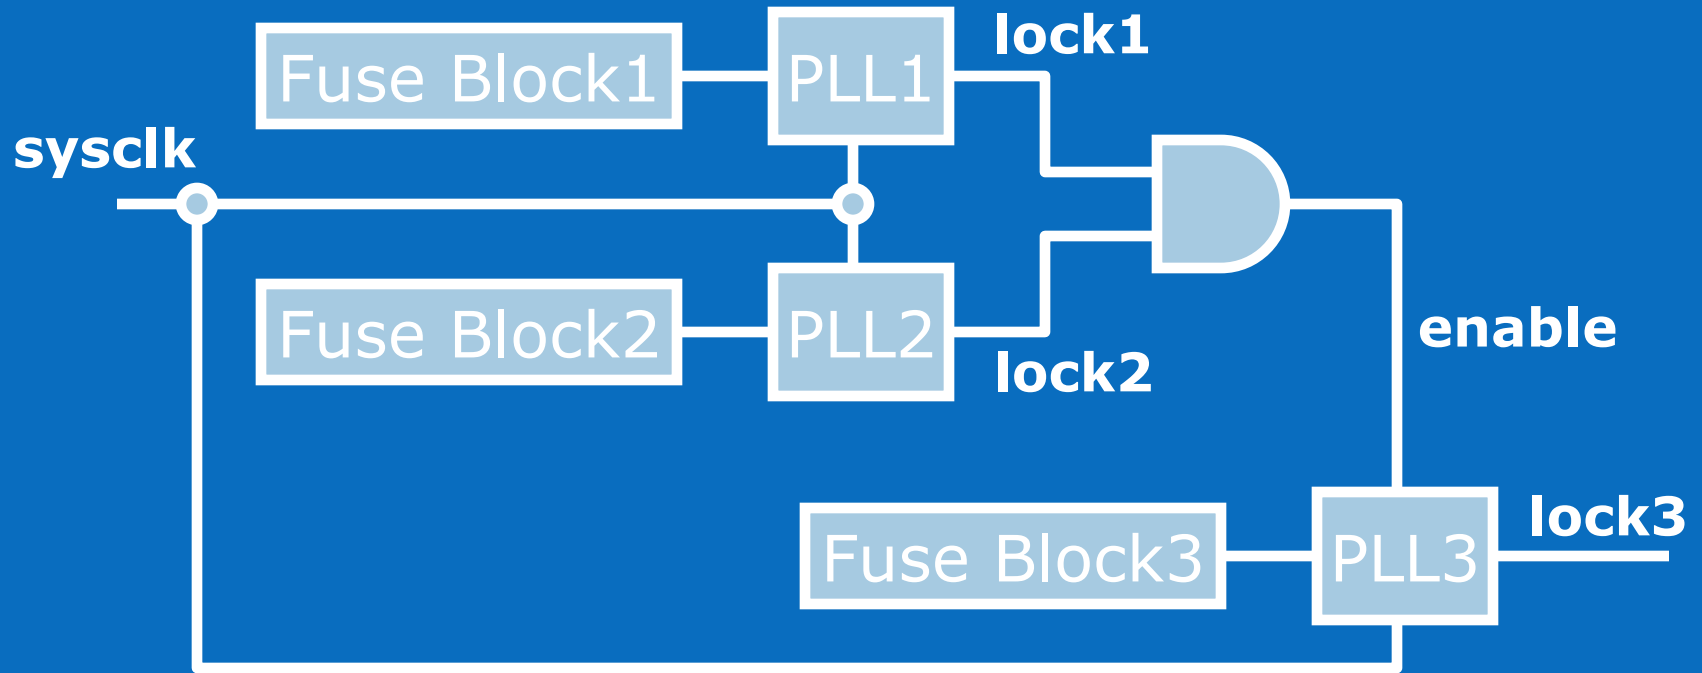 lock1
Fuse Block1
PLL1
sysclk
Fuse Block2
PLL2
enable
lock2
lock3
Fuse Block3
PLL3